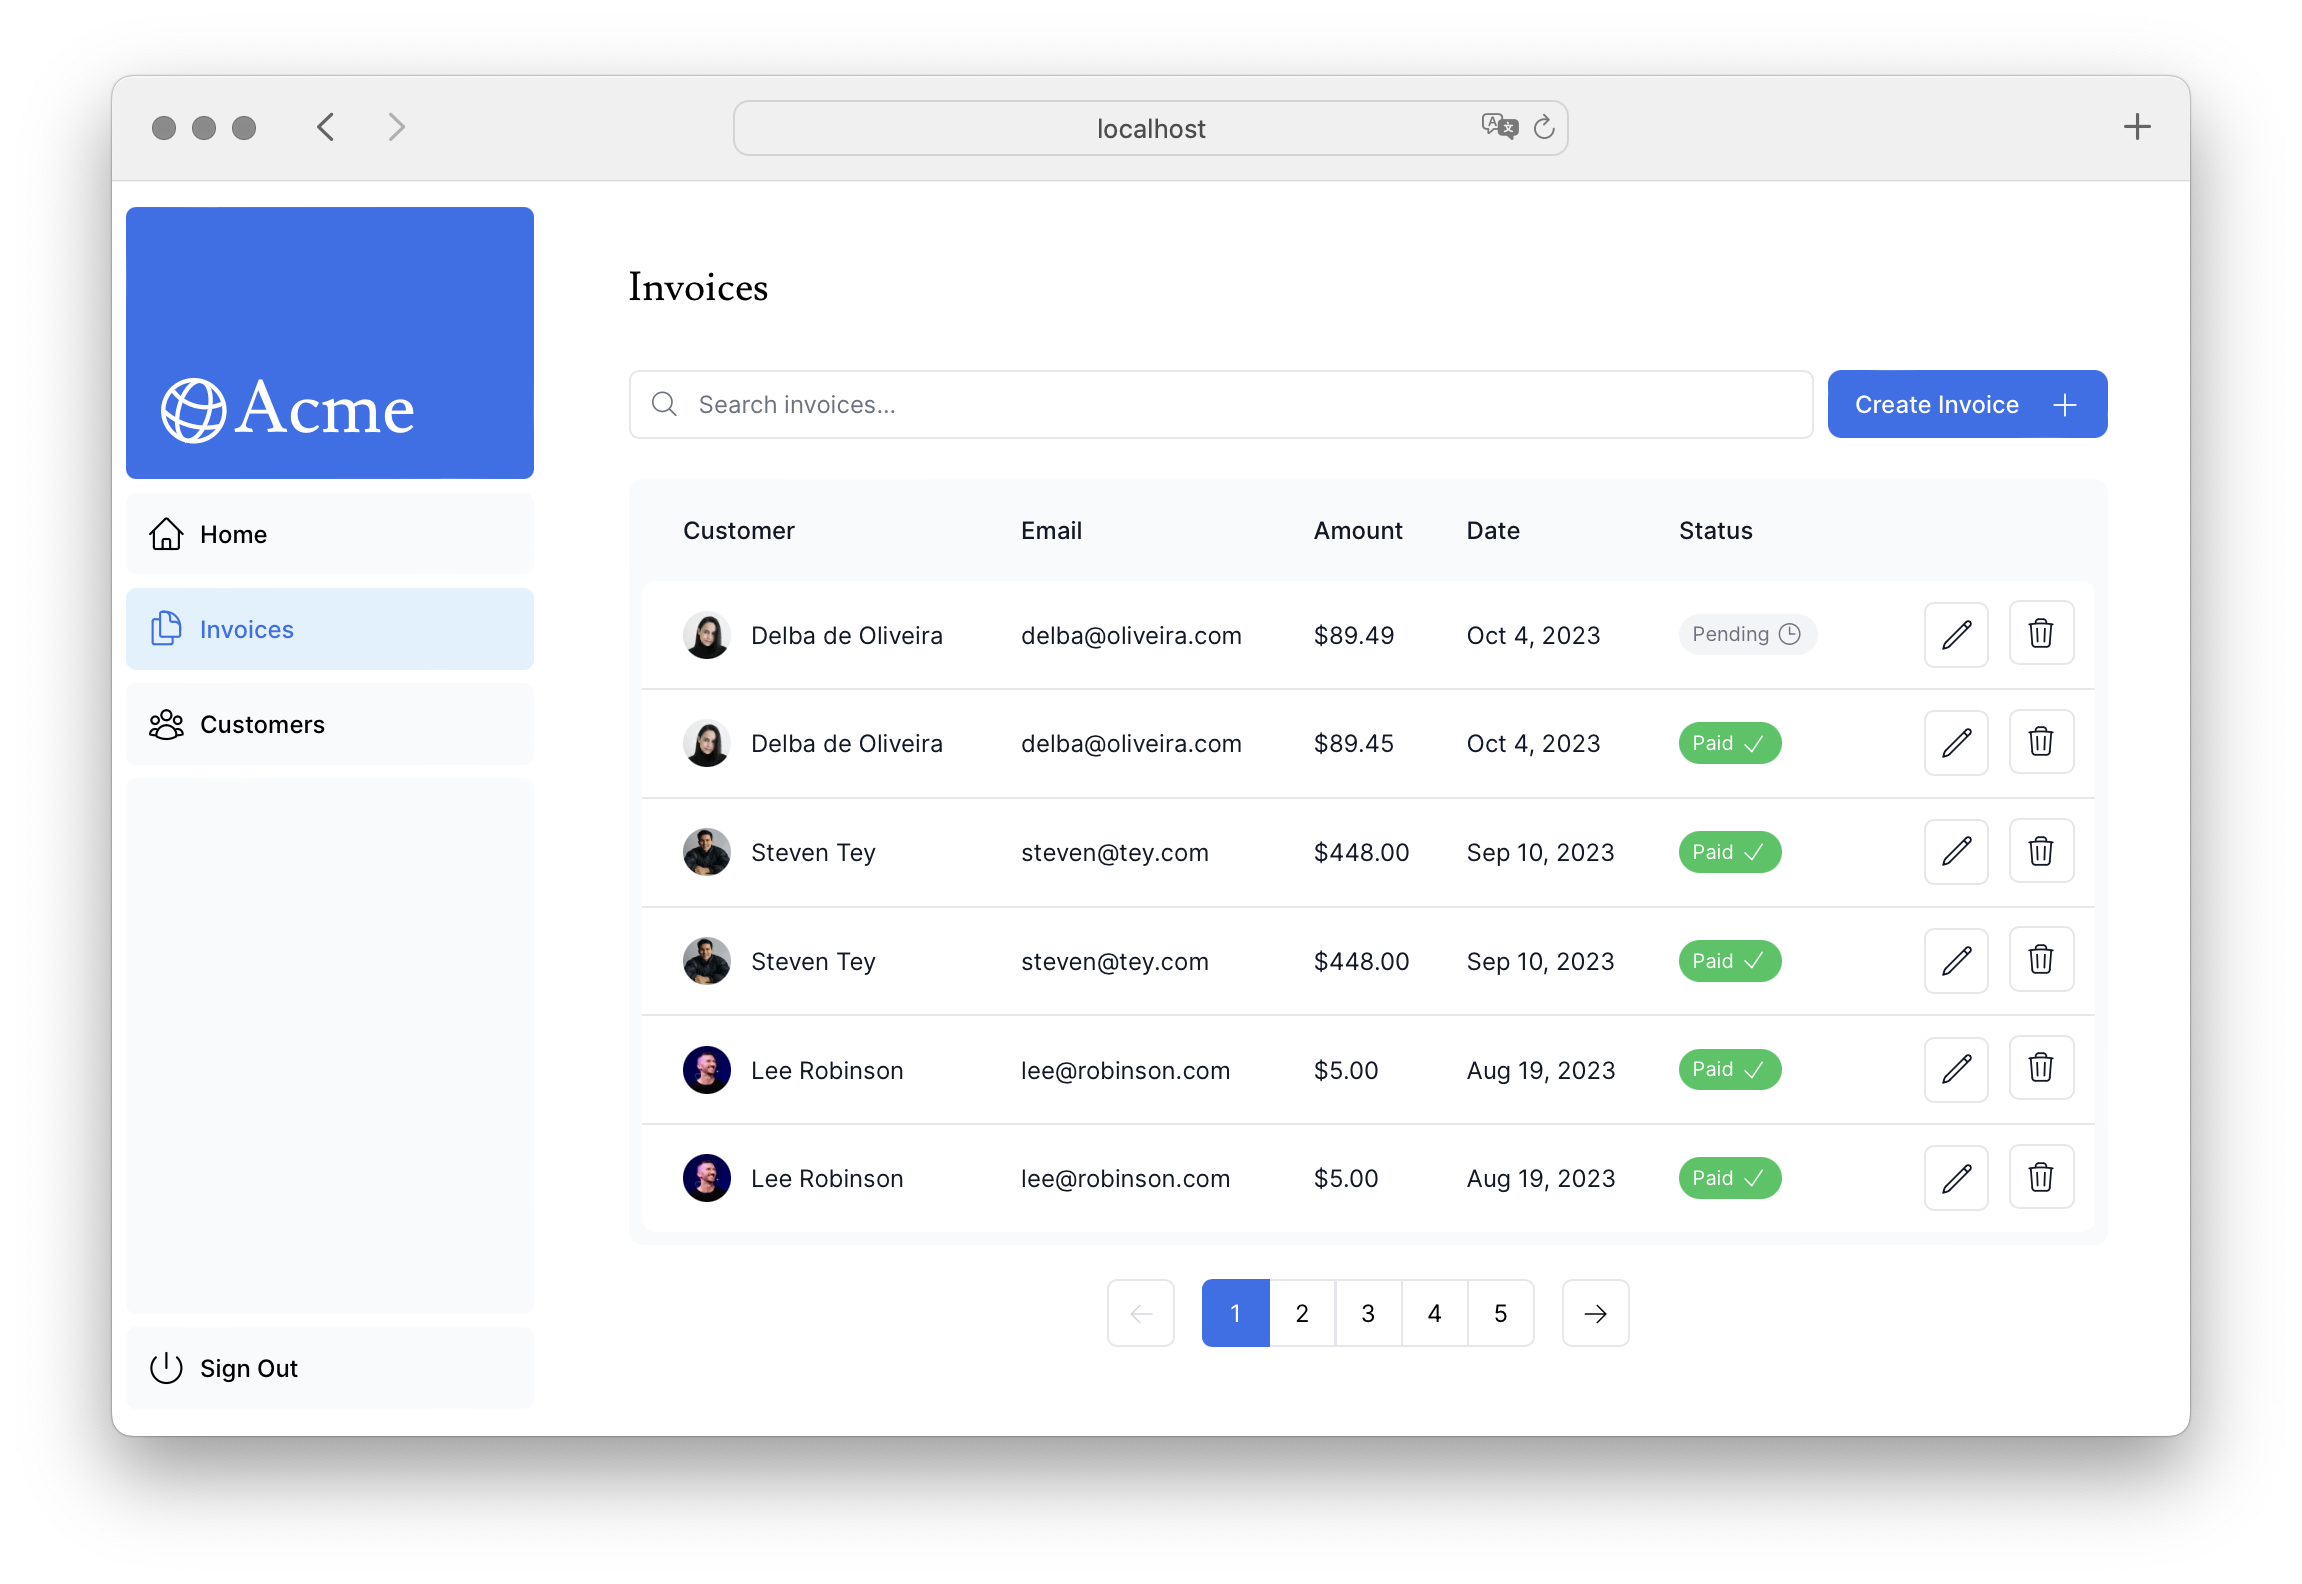 localhost
Acme
Home
Invoices
Customers
Sign Out
Invoices
Search invoices...
Create Invoice
Customer Email Amount Date Status
Delba de Oliveira delba@oliveira.com $89.49 Oct 4, 2023 Pending
Delba de Oliveira delba@oliveira.com $89.45 Oct 4, 2023 Paid
Steven Tey steven@tey.com $448.00 Sep 10, 2023 Paid
Steven Tey steven@tey.com $448.00 Sep 10, 2023 Paid
Lee Robinson lee@robinson.com $5.00 Aug 19, 2023 Paid
Lee Robinson lee@robinson.com $5.00 Aug 19, 2023 Paid
1 2 3 4 5